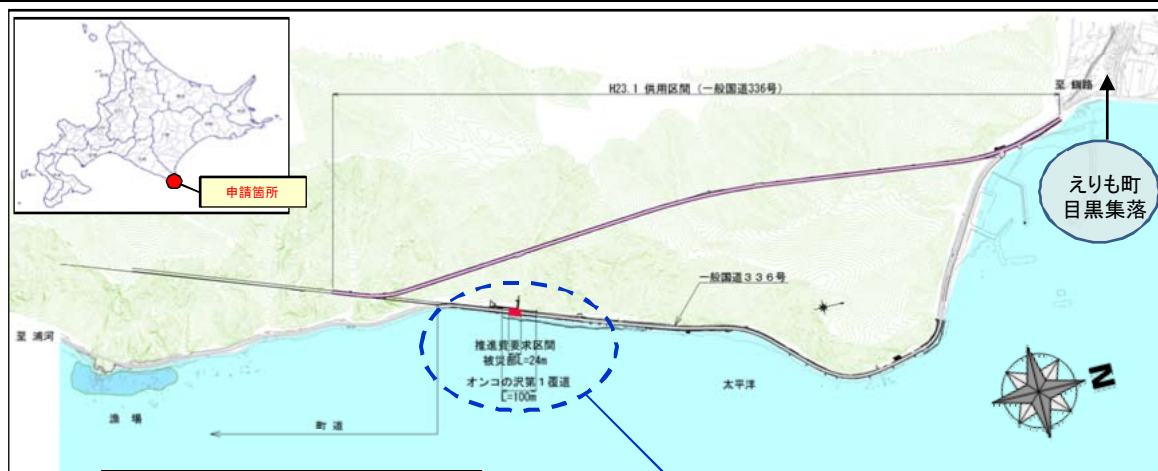 申請箇所
H23.1 供用区間 (一般国道336号)
至 釧路
えりも町
目黒集落
一般国道336号
至 浦河
推進費要求区間
被災部L=24m
オンコの沢第1覆道
L=100m
太平洋
漁 場
町 道
N